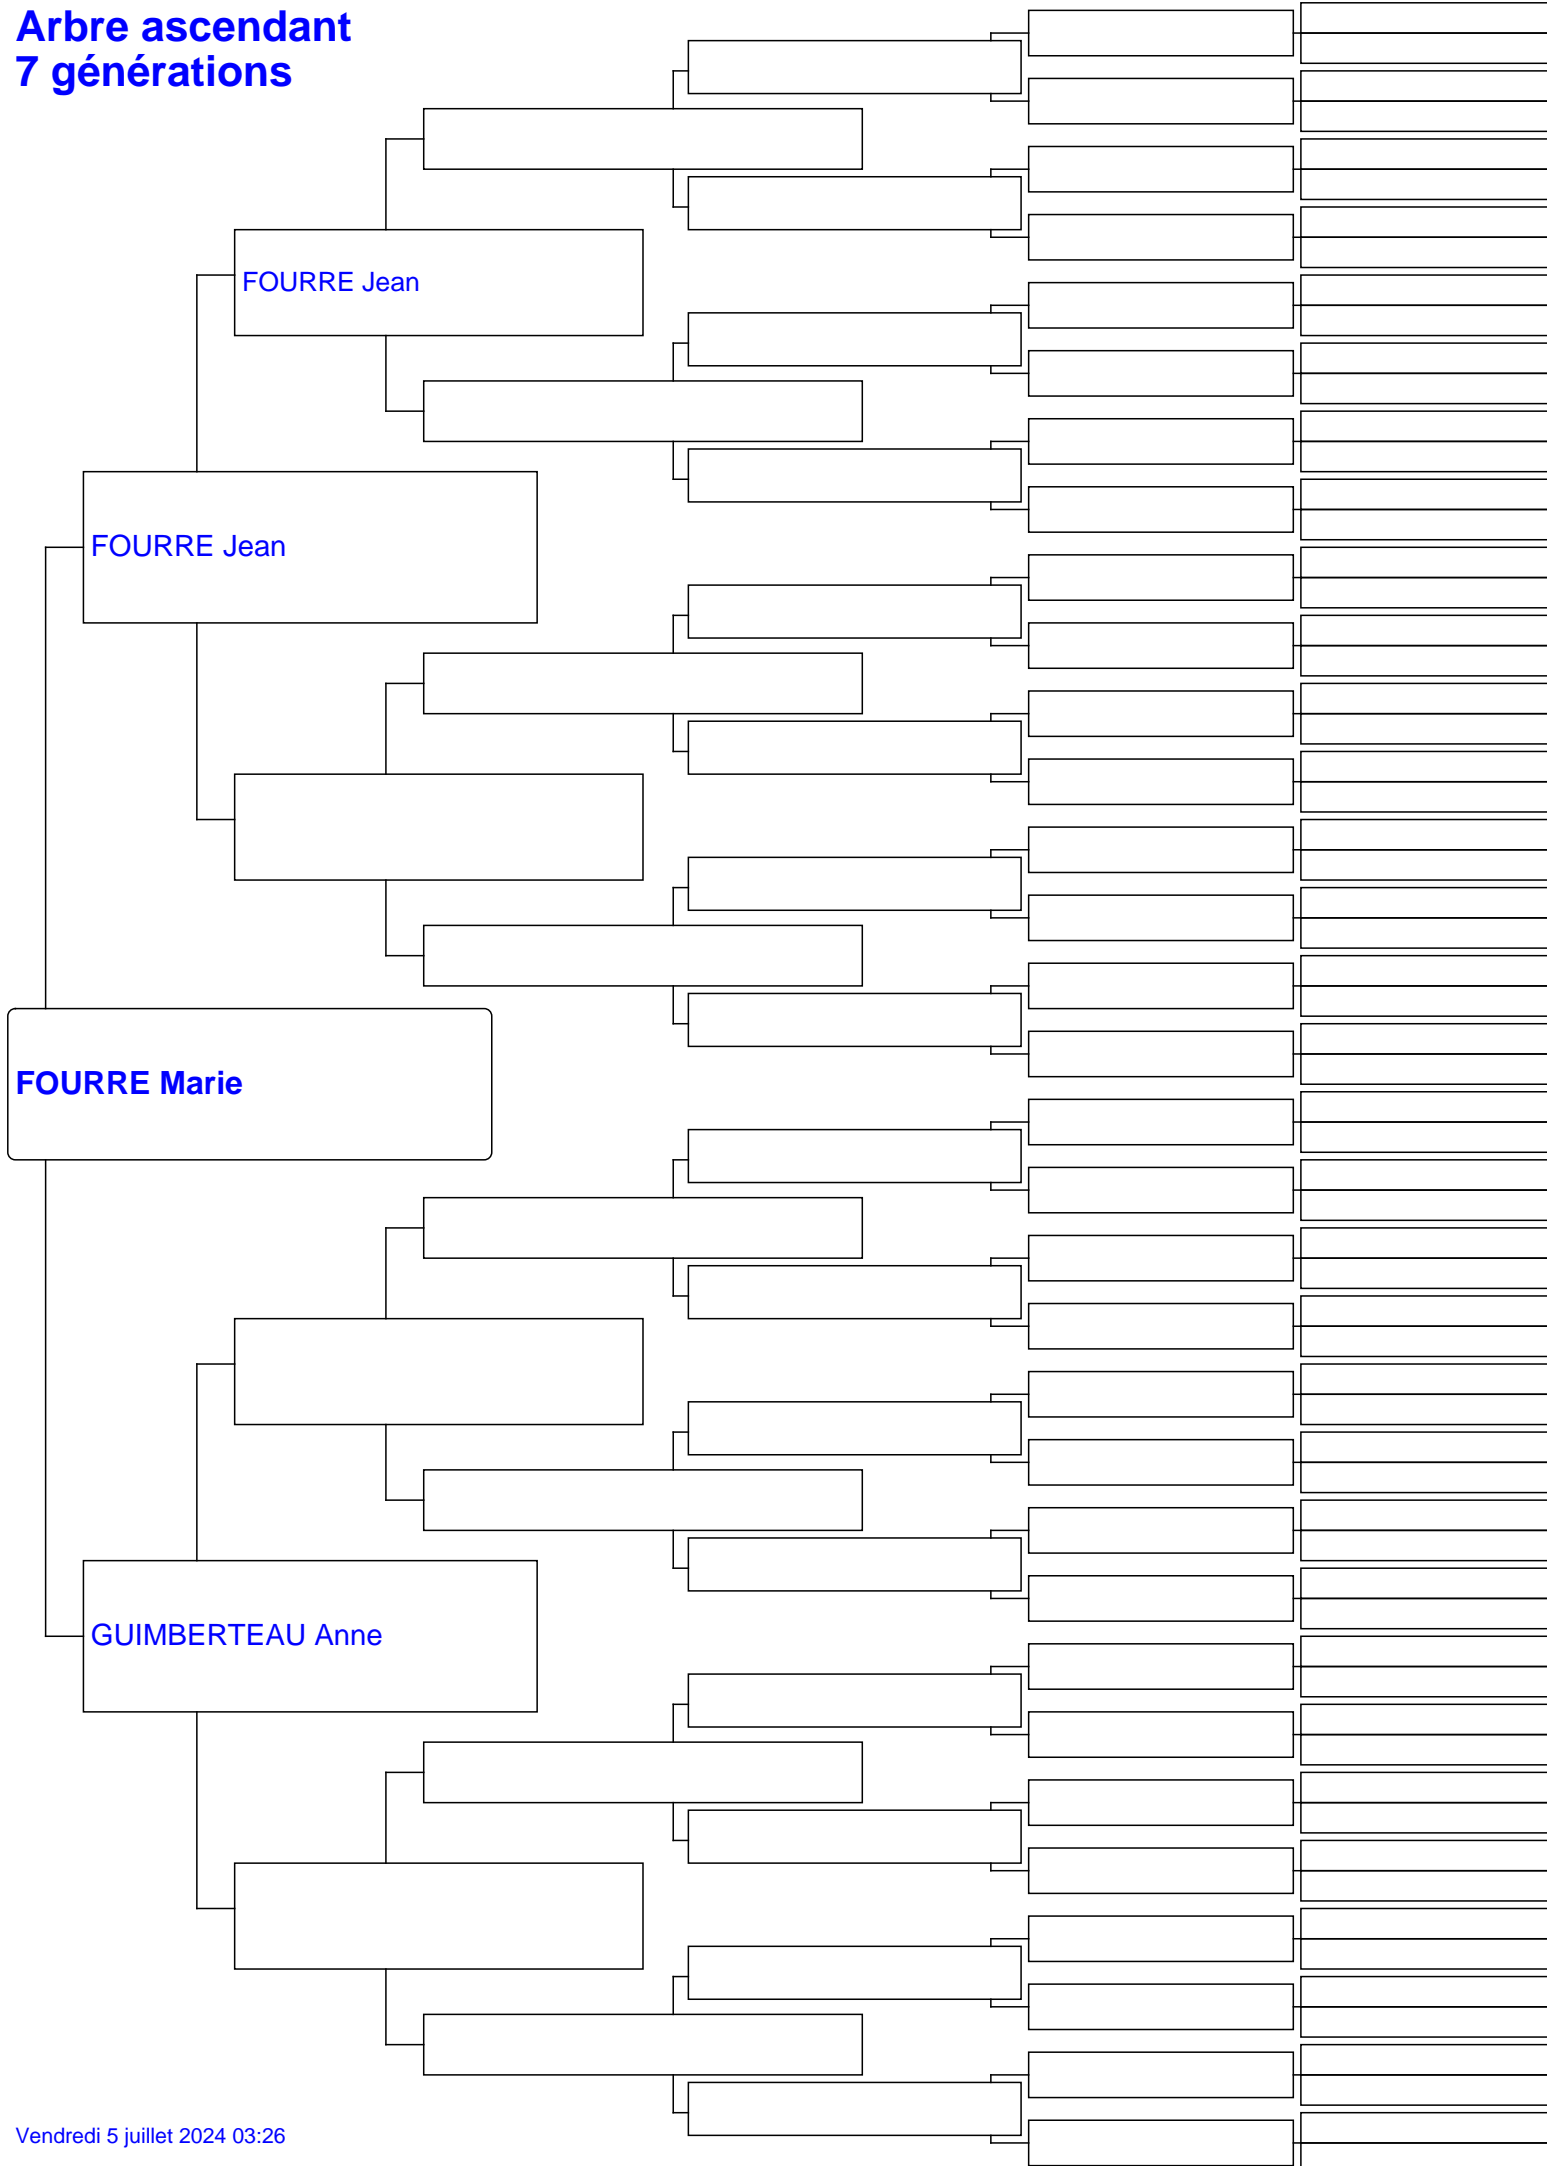 Arbre ascendant
7 générations
FOURRE Jean
FOURRE Jean
FOURRE Marie
GUIMBERTEAU Anne
Vendredi 5 juillet 2024 03:26